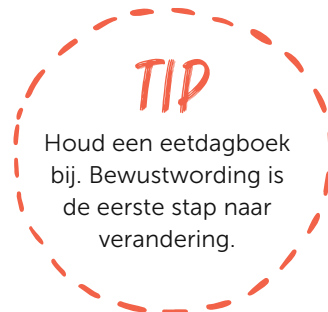 TIP
Houd een eetdagboek
bij. Bewustwording is
de eerste stap naar
verandering.